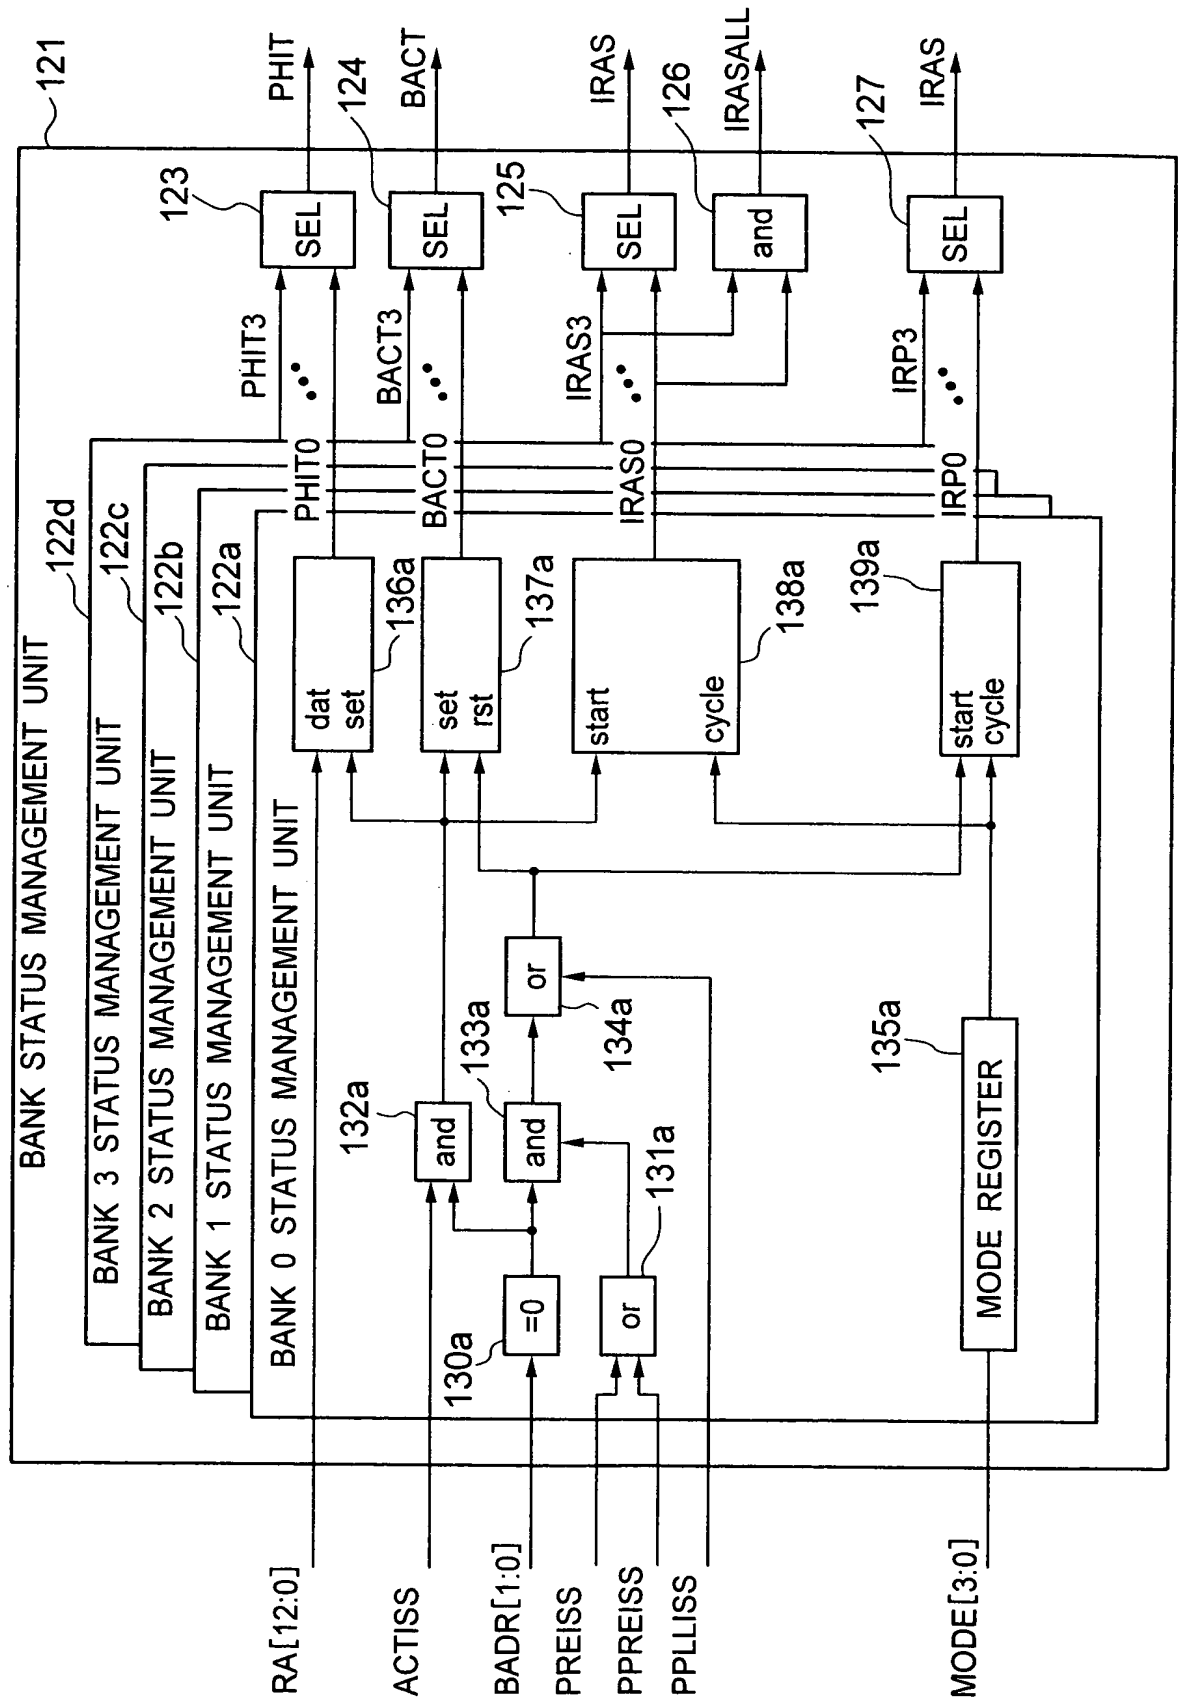 BANK STATUS MANAGEMENT UNIT
121
BANK 3 STATUS MANAGEMENT UNIT
122d
BANK 2 STATUS MANAGEMENT UNIT
122c
BANK 1 STATUS MANAGEMENT UNIT
122b
BANK 0 STATUS MANAGEMENT UNIT
122a
RA[12:0]
ACTISS
BADR[1:0]
PREISS
PPREISS
PPLLISS
MODE[3:0]
=0
130a
or
131a
and
132a
and
133a
or
134a
MODE REGISTER
135a
dat
set
136a
set
rst
137a
start
cycle
138a
start
cycle
139a
PHIT0
PHIT3
BACT0
BACT3
IRAS0
IRAS3
IRP0
IRP3
SEL
123
PHIT
SEL
124
BACT
SEL
125
IRAS
and
126
IRASALL
SEL
127
IRAS